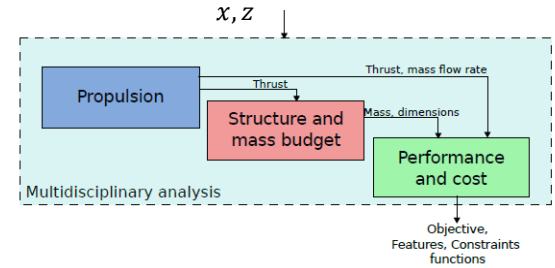 x, z
Thrust, mass flow rate
Thrust
Propulsion
Structure and
mass budget
Mass, dimensions
Performance
and cost
Multidisciplinary analysis
Objective,
Features, Constraints
functions